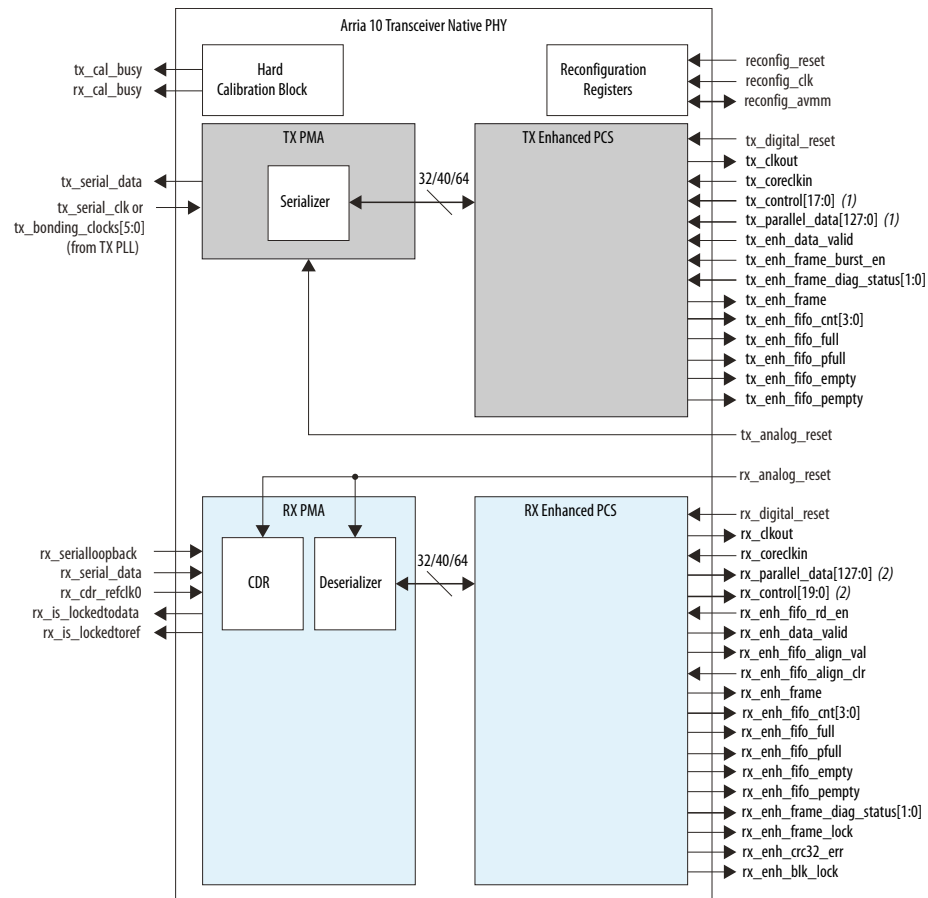 Arria 10 Transceiver Native PHY
tx_cal_busy
rx_cal_busy
Hard
Calibration Block
Reconfiguration
Registers
reconfig_reset
reconfig_clk
reconfig_avmm
TX PMA
Serializer
32/40/64
TX Enhanced PCS
tx_serial_data
tx_serial_clk or
tx_bonding_clocks[5:0]
(from TX PLL)
tx_digital_reset
tx_clkout
tx_coreclkin
tx_control[17:0] (1)
tx_parallel_data[127:0] (1)
tx_enh_data_valid
tx_enh_frame_burst_en
tx_enh_frame_diag_status[1:0]
tx_enh_frame
tx_enh_fifo_cnt[3:0]
tx_enh_fifo_full
tx_enh_fifo_pfull
tx_enh_fifo_empty
tx_enh_fifo_pempty
tx_analog_reset
rx_analog_reset
RX PMA
CDR
Deserializer
32/40/64
RX Enhanced PCS
rx_serialloopback
rx_serial_data
rx_cdr_refclk0
rx_is_lockedtodata
rx_is_lockedtoref
rx_digital_reset
rx_clkout
rx_coreclkin
rx_parallel_data[127:0] (2)
rx_control[19:0] (2)
rx_enh_fifo_rd_en
rx_enh_data_valid
rx_enh_fifo_align_val
rx_enh_fifo_align_clr
rx_enh_frame
rx_enh_fifo_cnt[3:0]
rx_enh_fifo_full
rx_enh_fifo_pfull
rx_enh_fifo_empty
rx_enh_fifo_pempty
rx_enh_frame_diag_status[1:0]
rx_enh_frame_lock
rx_enh_crc32_err
rx_enh_blk_lock